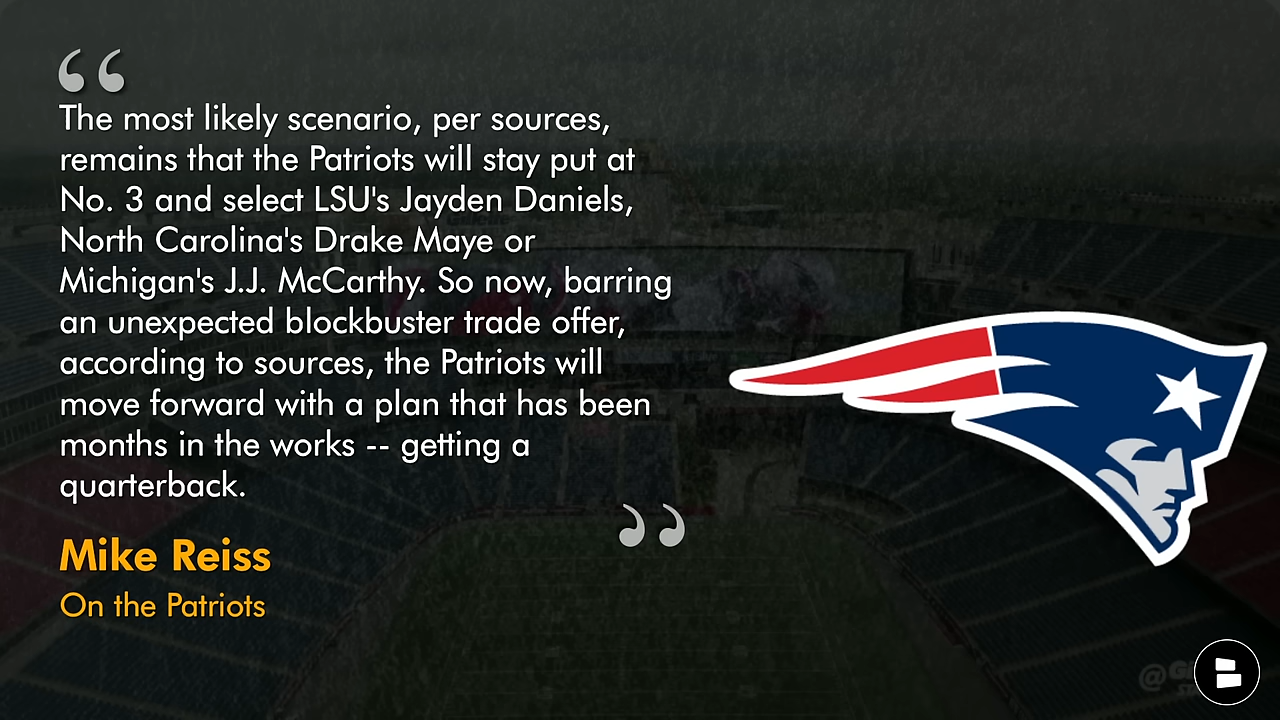 “
The most likely scenario, per sources,
remains that the Patriots will stay put at
No. 3 and select LSU's Jayden Daniels,
North Carolina's Drake Maye or
Michigan's J.J. McCarthy. So now, barring
an unexpected blockbuster trade offer,
according to sources, the Patriots will
move forward with a plan that has been
months in the works -- getting a
quarterback.
”
Mike Reiss
On the Patriots